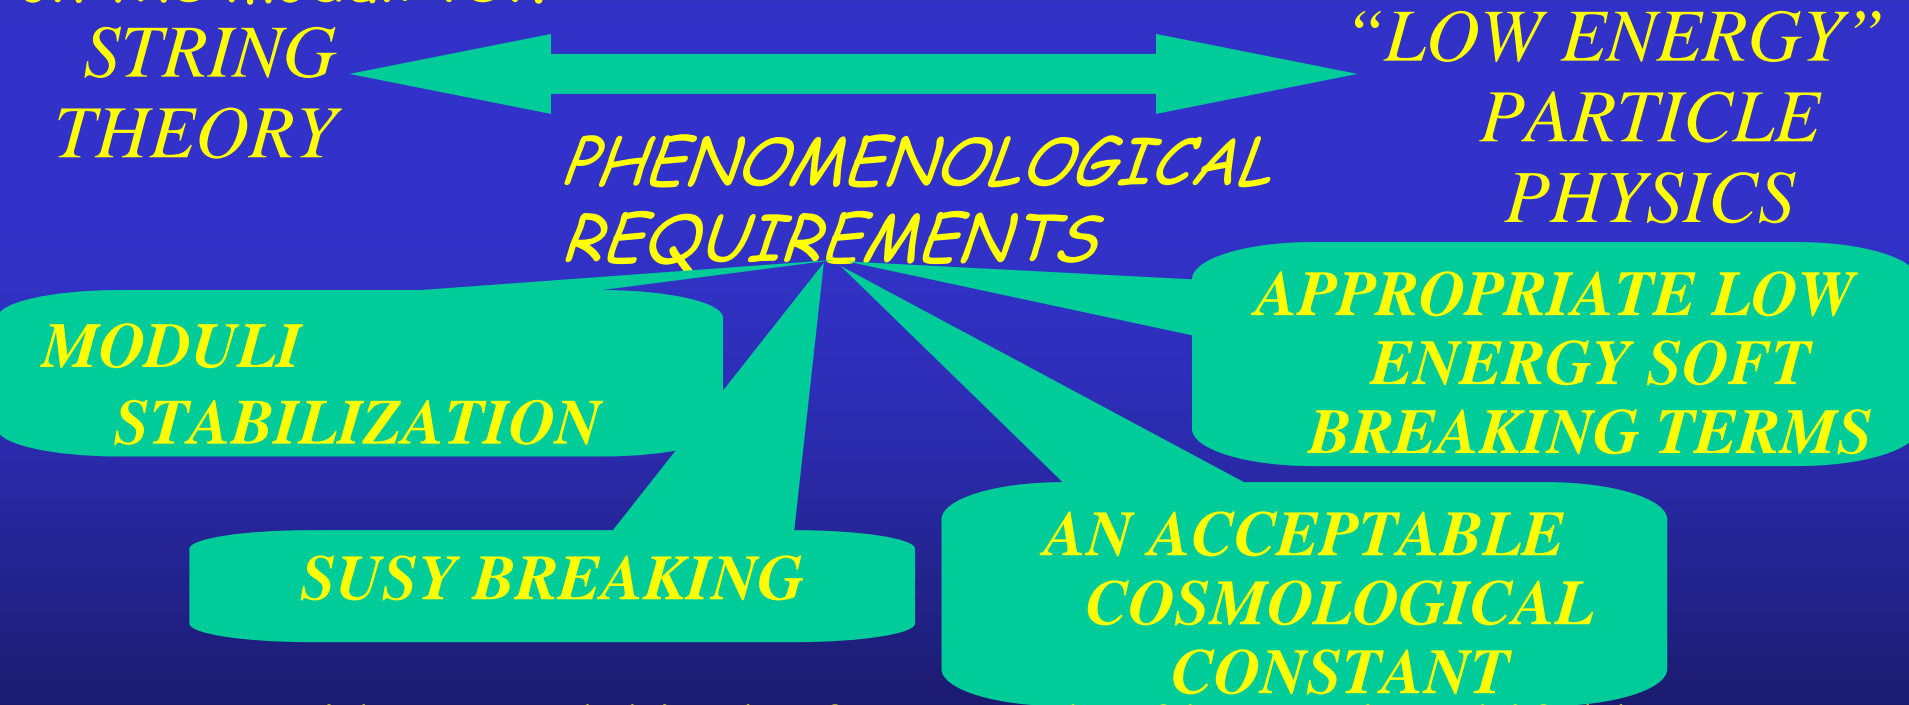 STRING
THEORY
“LOW ENERGY”
PARTICLE
PHYSICS
PHENOMENOLOGICAL
REQUIREMENTS
MODULI
STABILIZATION
APPROPRIATE LOW
ENERGY SOFT
BREAKING TERMS
SUSY BREAKING
AN ACCEPTABLE
COSMOLOGICAL
CONSTANT